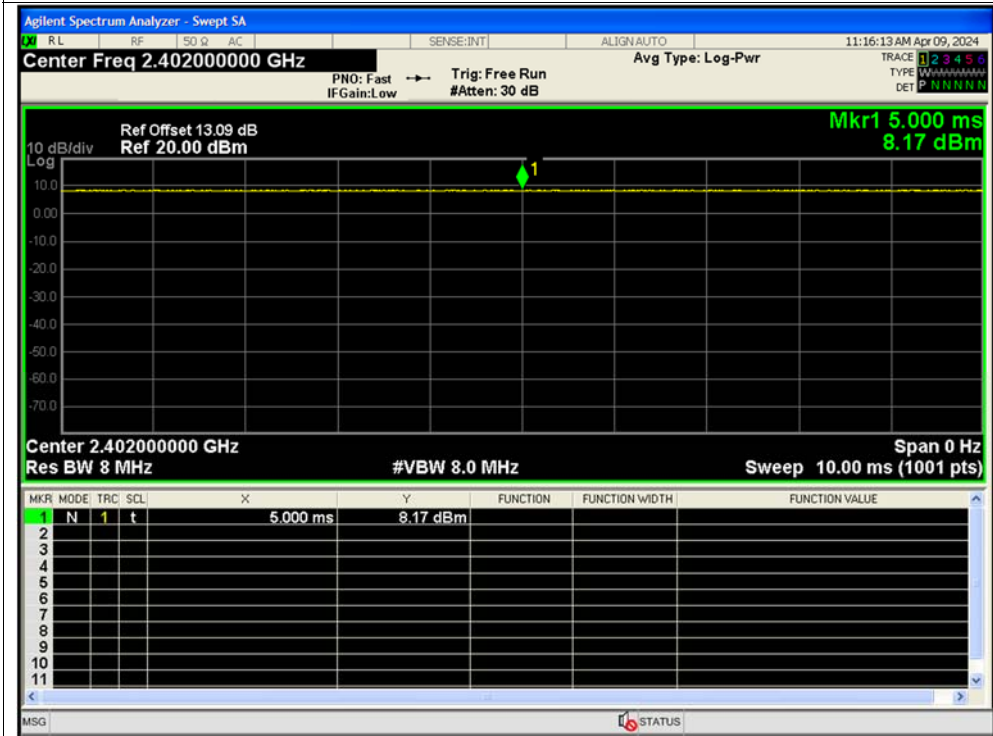 Agilent Spectrum Analyzer - Swept SA
RL RF 50 Ω AC SENSE:INT ALIGN AUTO 11:16:13 AM Apr 09, 2024
Center Freq 2.402000000 GHz
Avg Type: Log-Pwr
TRACE 1 2 3 4 5 6
PNO: Fast Trig: Free Run
TYPE W
IFGain:Low #Atten: 30 dB
DET P N N N N N
Mkr1 5.000 ms
8.17 dBm
Ref Offset 13.09 dB
10 dB/div Ref 20.00 dBm
Log
1
10.0
0.00
-10.0
-20.0
-30.0
-40.0
-50.0
-60.0
-70.0
Center 2.402000000 GHz Span 0 Hz
Res BW 8 MHz #VBW 8.0 MHz Sweep 10.00 ms (1001 pts)
MKR MODE TRC SCL X Y FUNCTION FUNCTION WIDTH FUNCTION VALUE
1 N 1 t 5.000 ms 8.17 dBm
2
3
4
5
6
7
8
9
10
11
MSG STATUS